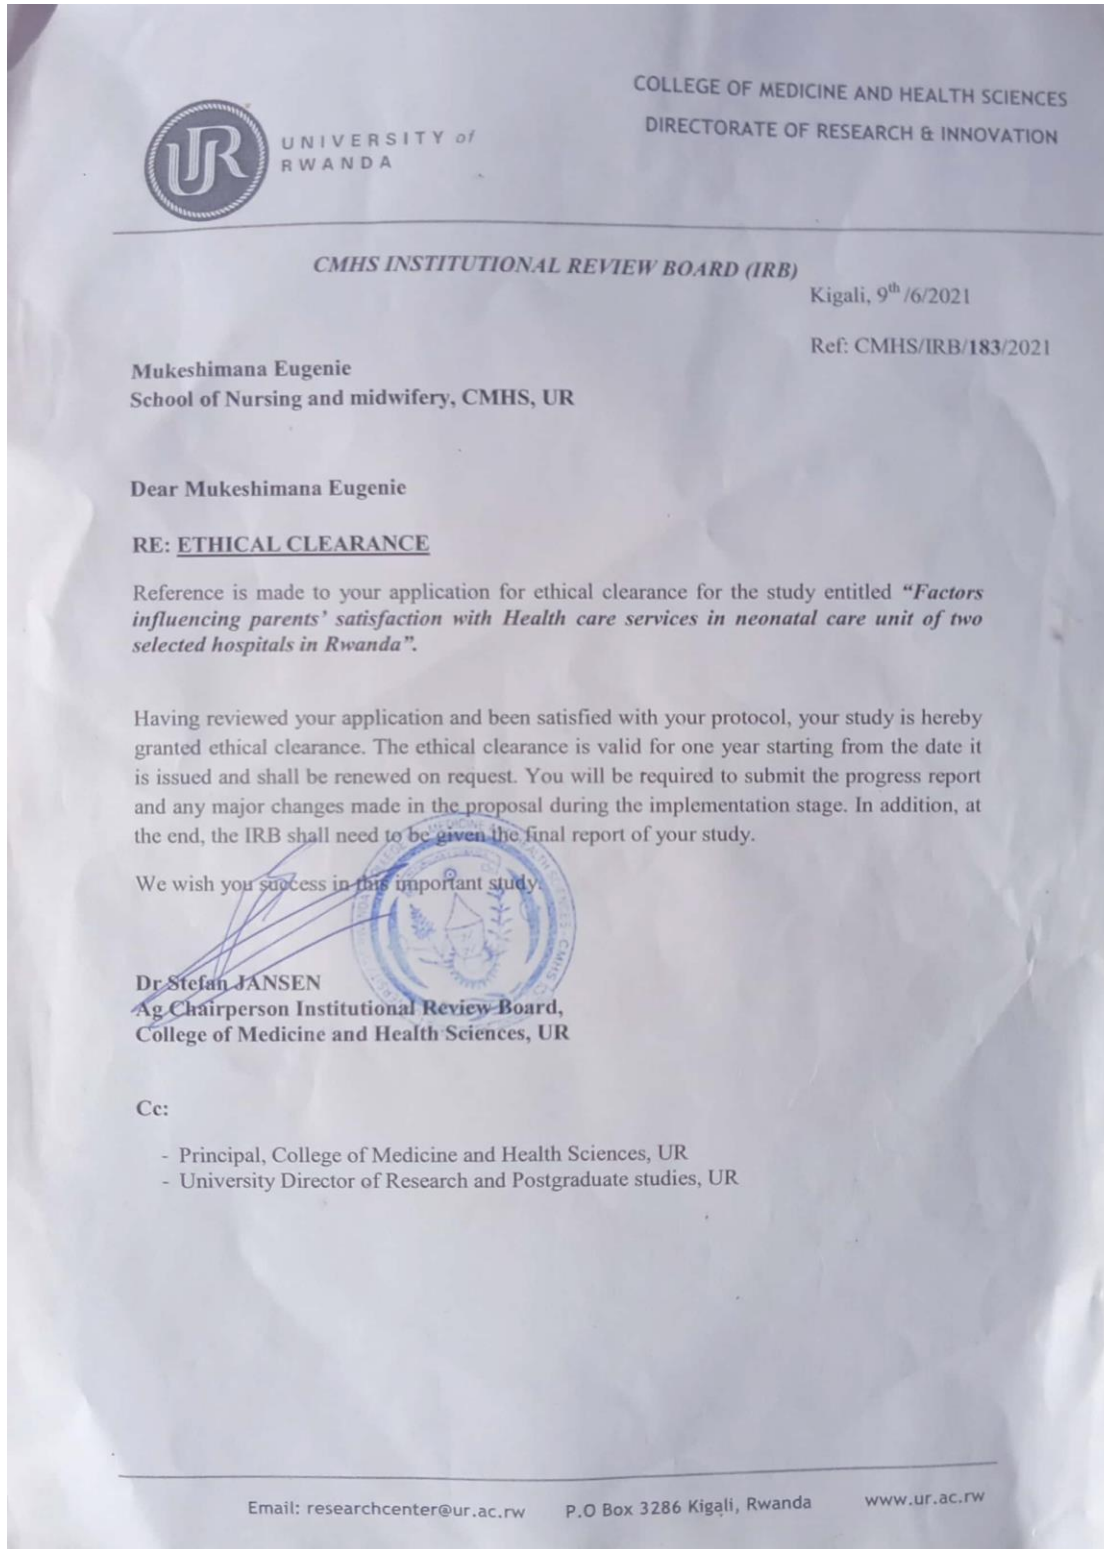 COLLEGE OF MEDICINE AND HEALTH SCIENCES
DIRECTORATE OF RESEARCH & INNOVATION
UR
UNIVERSITY of
RWANDA
CMHS INSTITUTIONAL REVIEW BOARD (IRB)
Kigali, 9th /6/2021
Ref: CMHS/IRB/183/2021
Mukeshimana Eugenie
School of Nursing and midwifery, CMHS, UR
Dear Mukeshimana Eugenie
RE: ETHICAL CLEARANCE
Reference is made to your application for ethical clearance for the study entitled “Factors
influencing parents’ satisfaction with Health care services in neonatal care unit of two
selected hospitals in Rwanda”.
Having reviewed your application and been satisfied with your protocol, your study is hereby
granted ethical clearance. The ethical clearance is valid for one year starting from the date it
is issued and shall be renewed on request. You will be required to submit the progress report
and any major changes made in the proposal during the implementation stage. In addition, at
the end, the IRB shall need to be given the final report of your study.
We wish you success in this important study.
Dr Stefan JANSEN
Ag Chairperson Institutional Review Board,
College of Medicine and Health Sciences, UR
Cc:
- Principal, College of Medicine and Health Sciences, UR
- University Director of Research and Postgraduate studies, UR
Email: researchcenter@ur.ac.rw P.O Box 3286 Kigali, Rwanda www.ur.ac.rw